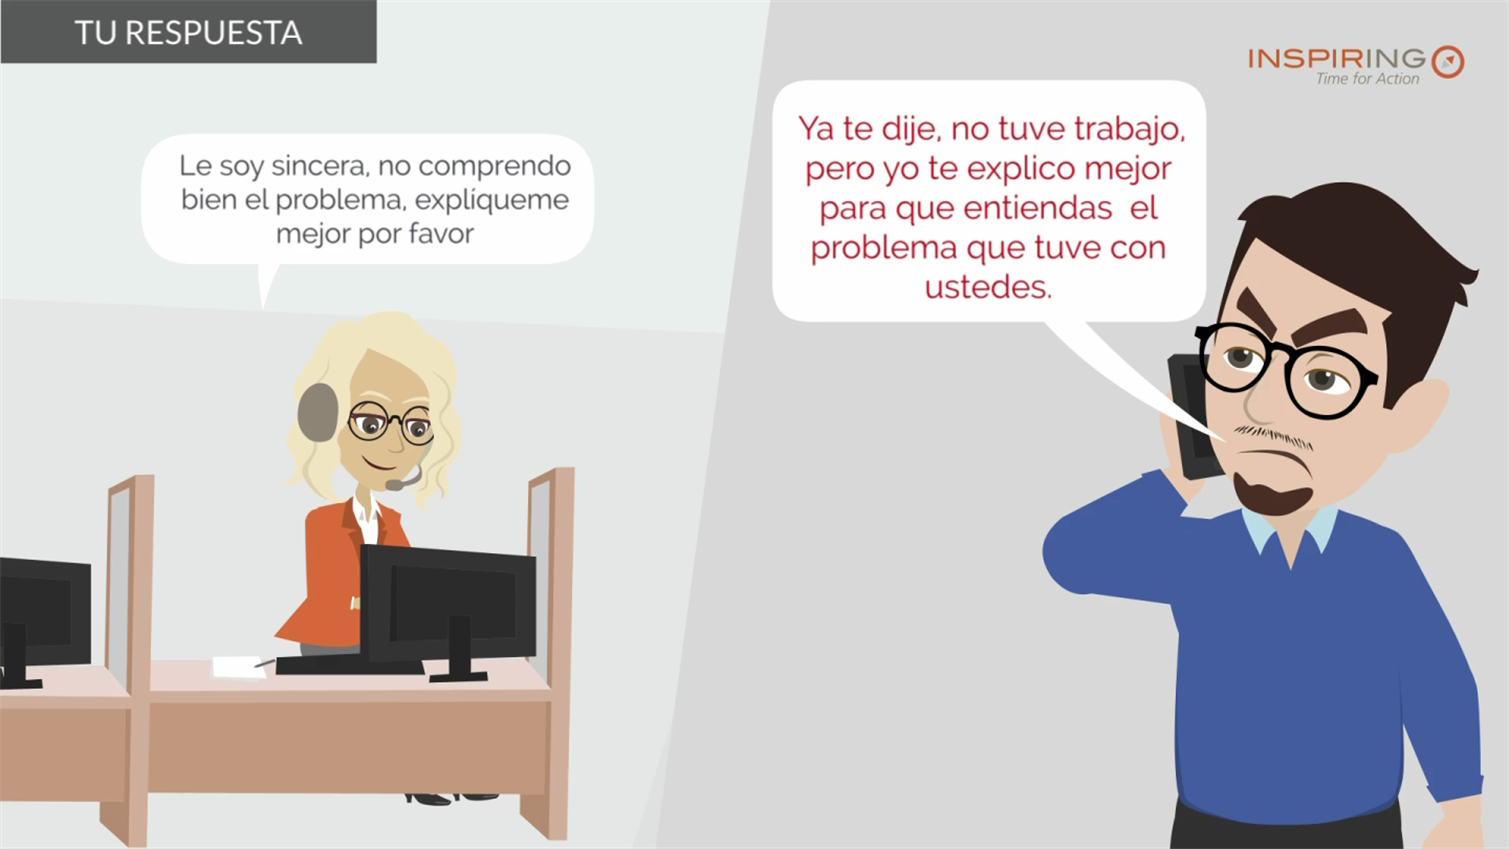 TU RESPUESTA
INSPIRING
Time for Action
Le soy sincera, no comprendo
bien el problema, explíqueme
mejor por favor
Ya te dije, no tuve trabajo,
pero yo te explico mejor
para que entiendas  el
problema que tuve con
ustedes.